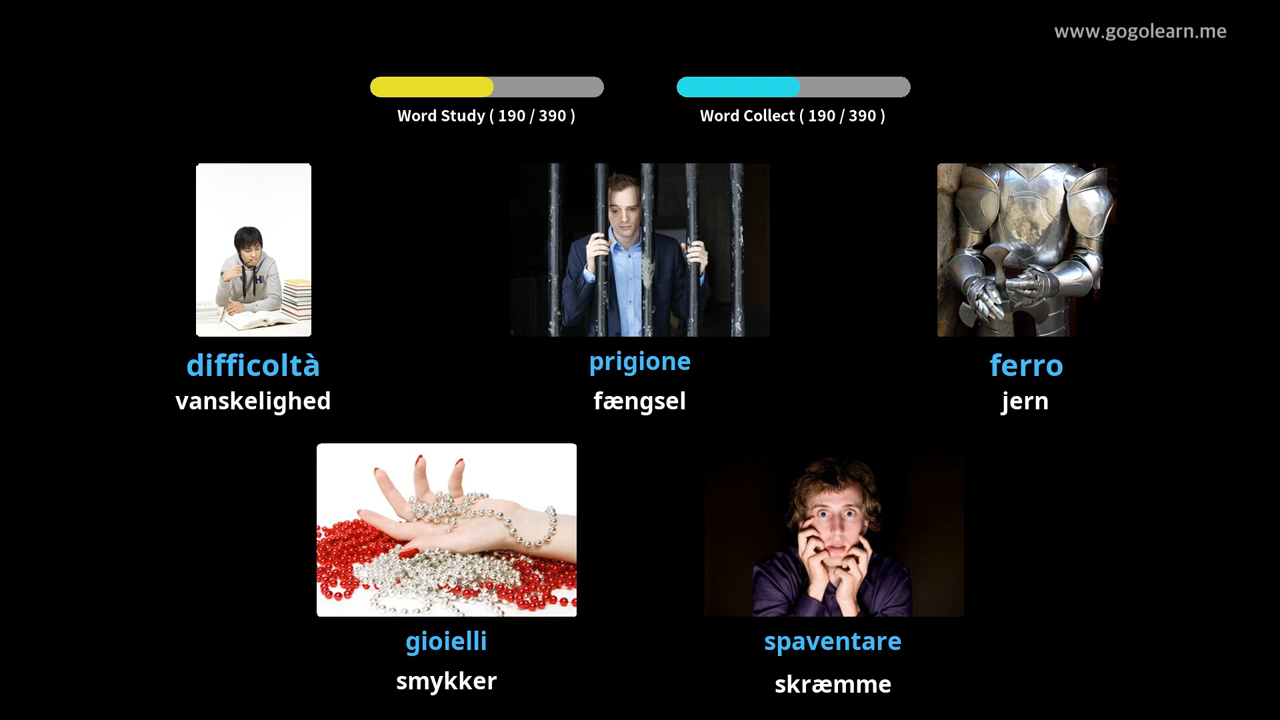 www.gogolearn.me
Word Study ( 190 / 390 )
Word Collect ( 190 / 390 )
difficoltà
vanskelighed
prigione
fængsel
ferro
jern
gioielli
smykker
spaventare
skræmme